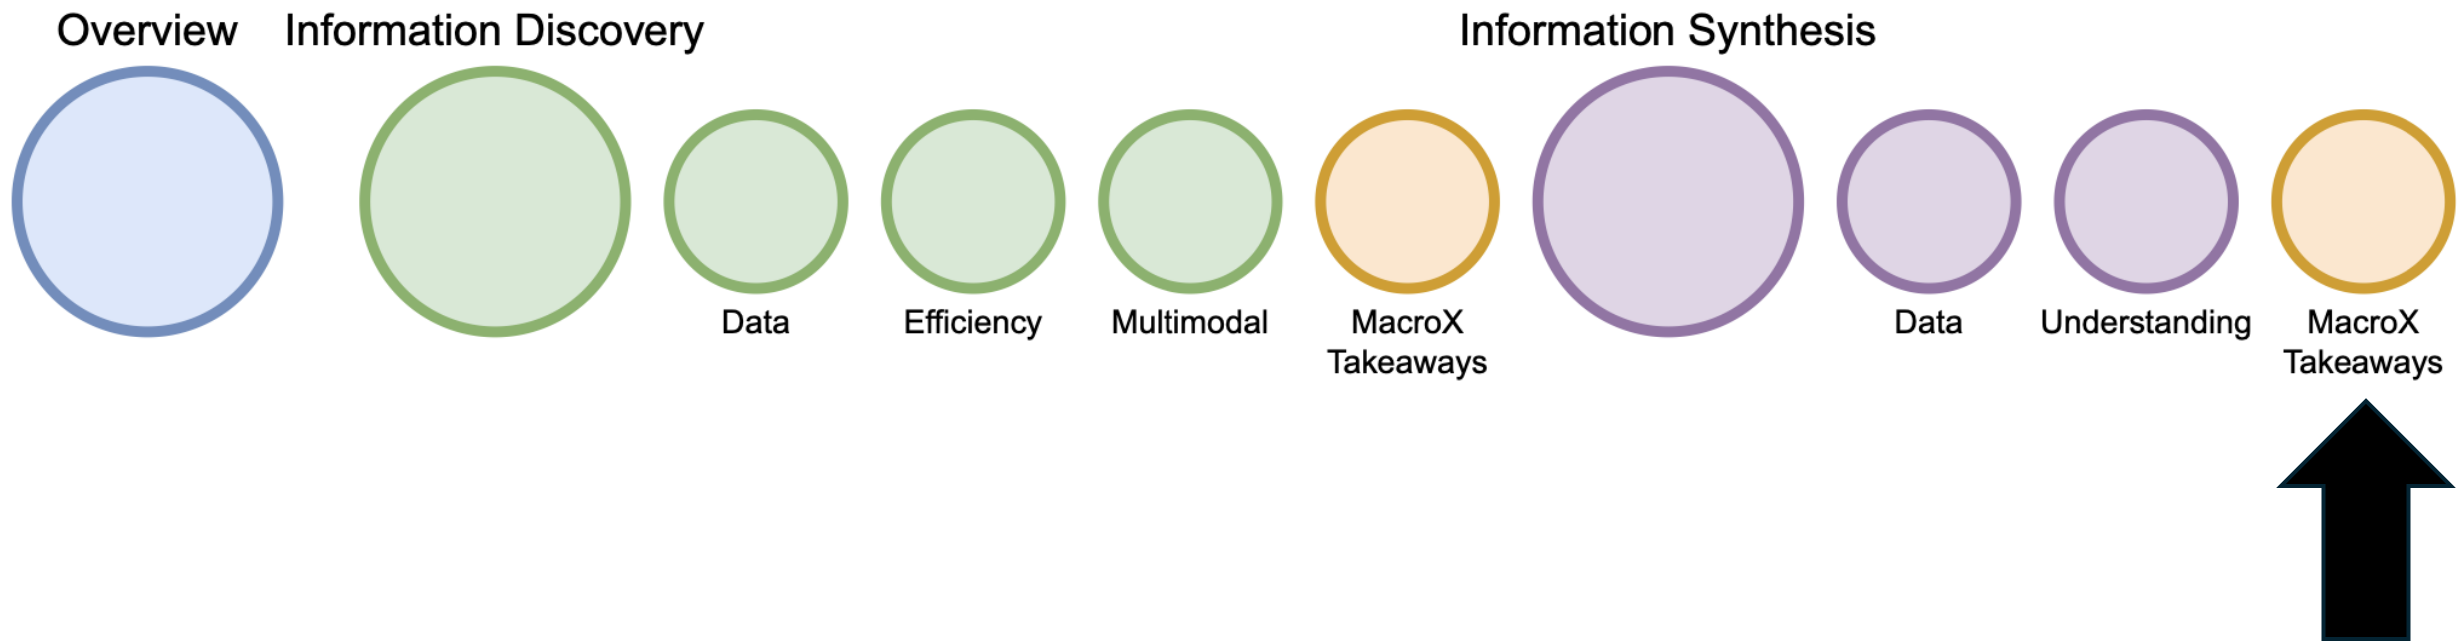 Overview
Information Discovery
Information Synthesis
Data
Efficiency
Multimodal
MacroX
Takeaways
Data
Understanding
MacroX
Takeaways